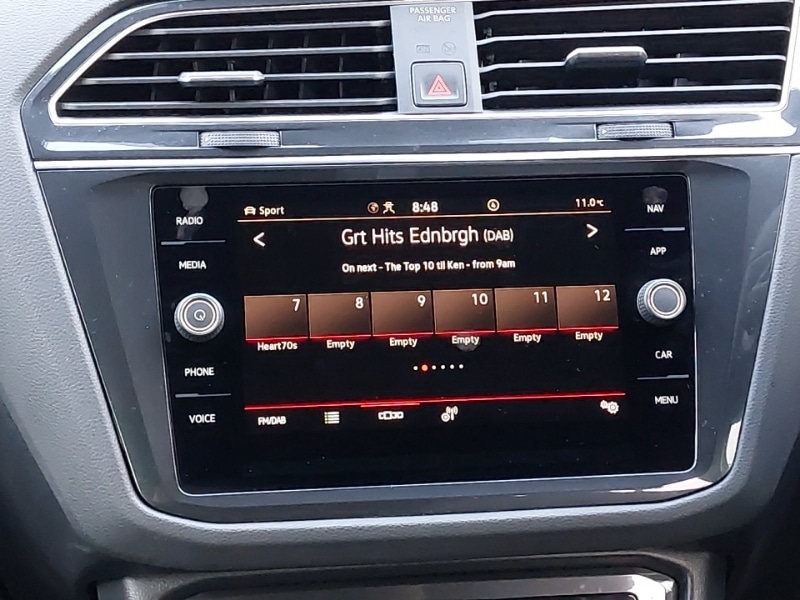 PASSENGER
AIR BAG
RADIO
MEDIA
PHONE
VOICE
Sport 8:48 11.0°C
< Grt Hits Ednbrgh (DAB) >
On next - The Top 10 til Ken - from 9am
7 8 9 10 11 12
Heart70s Empty Empty Empty Empty Empty
FM/DAB
NAV
APP
CAR
MENU